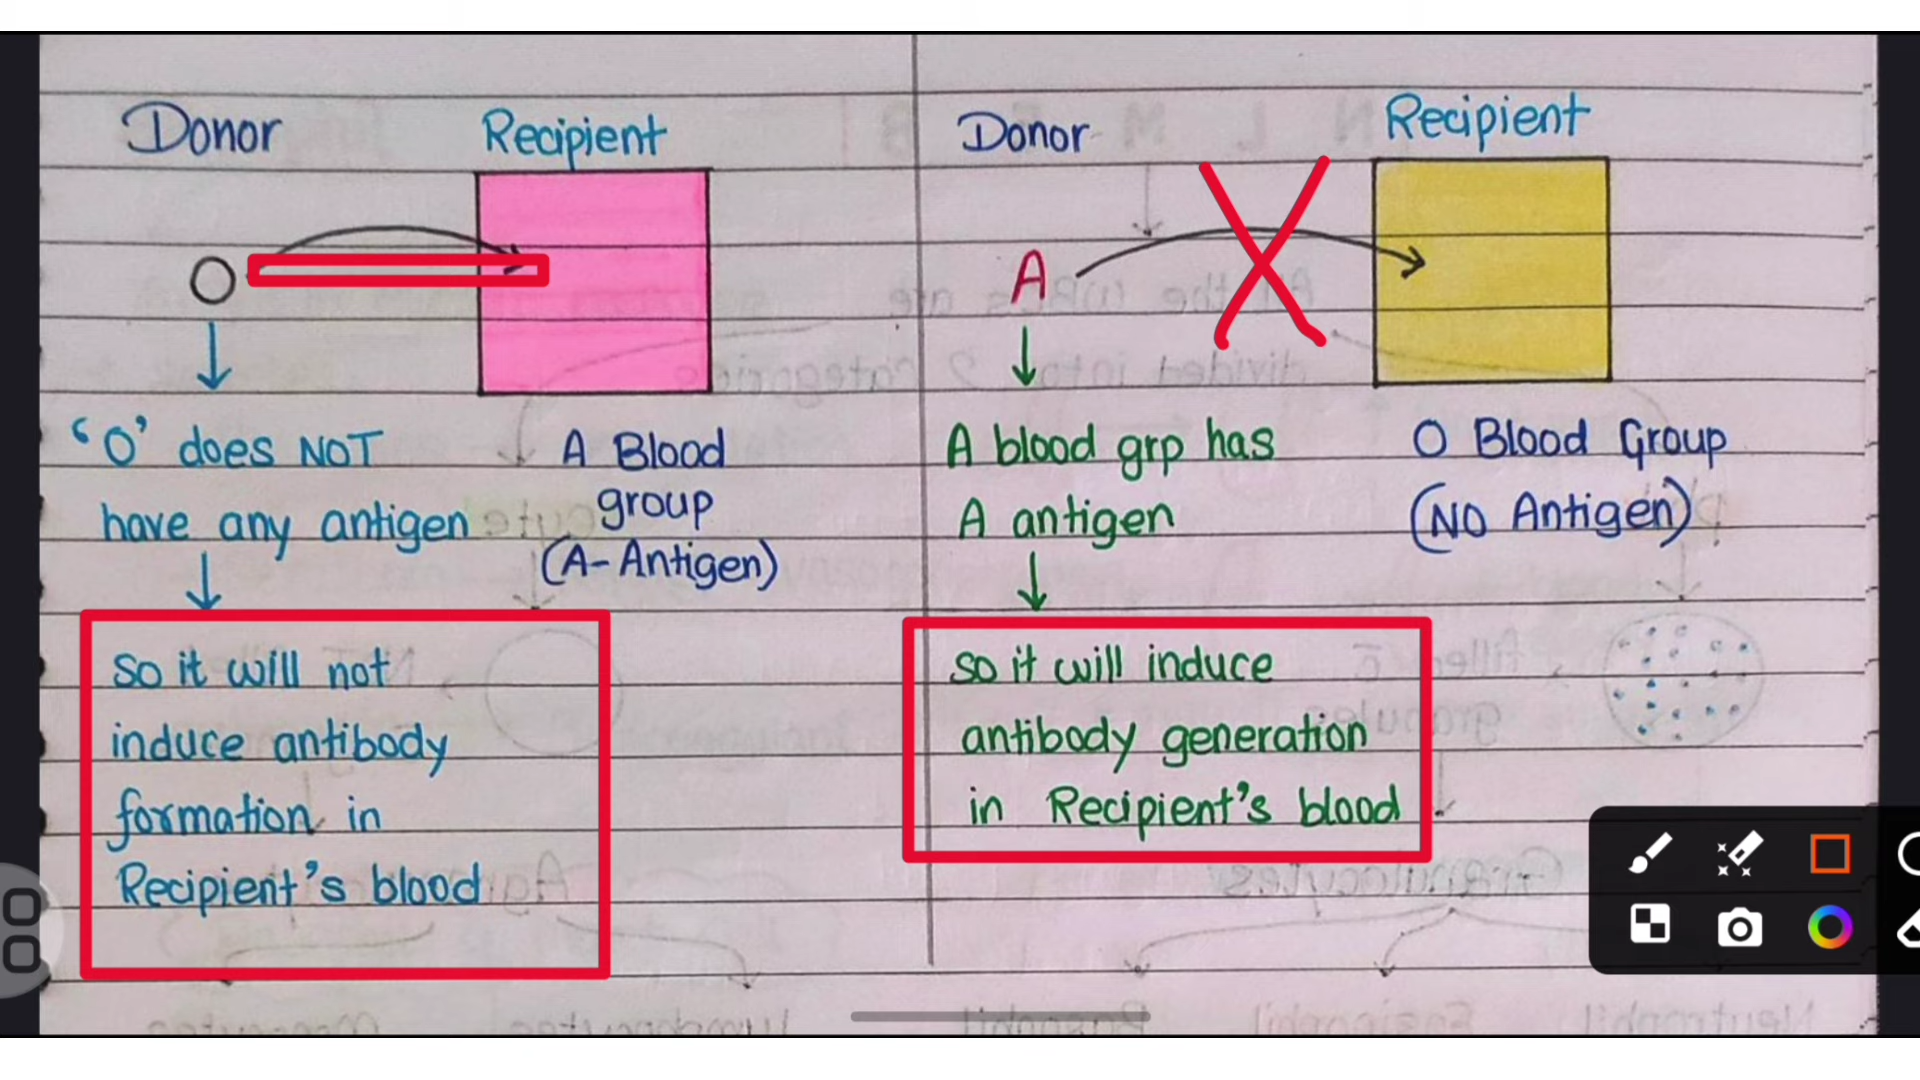 Donor
Recipient
O
'O' does NOT
have any antigen
A Blood
group
(A-Antigen)
so it will not
induce antibody
formation in
Recipient's blood
Donor
Recipient
A
A blood grp has
A antigen
O Blood Group
(NO Antigen)
so it will induce
antibody generation
in Recipient's blood